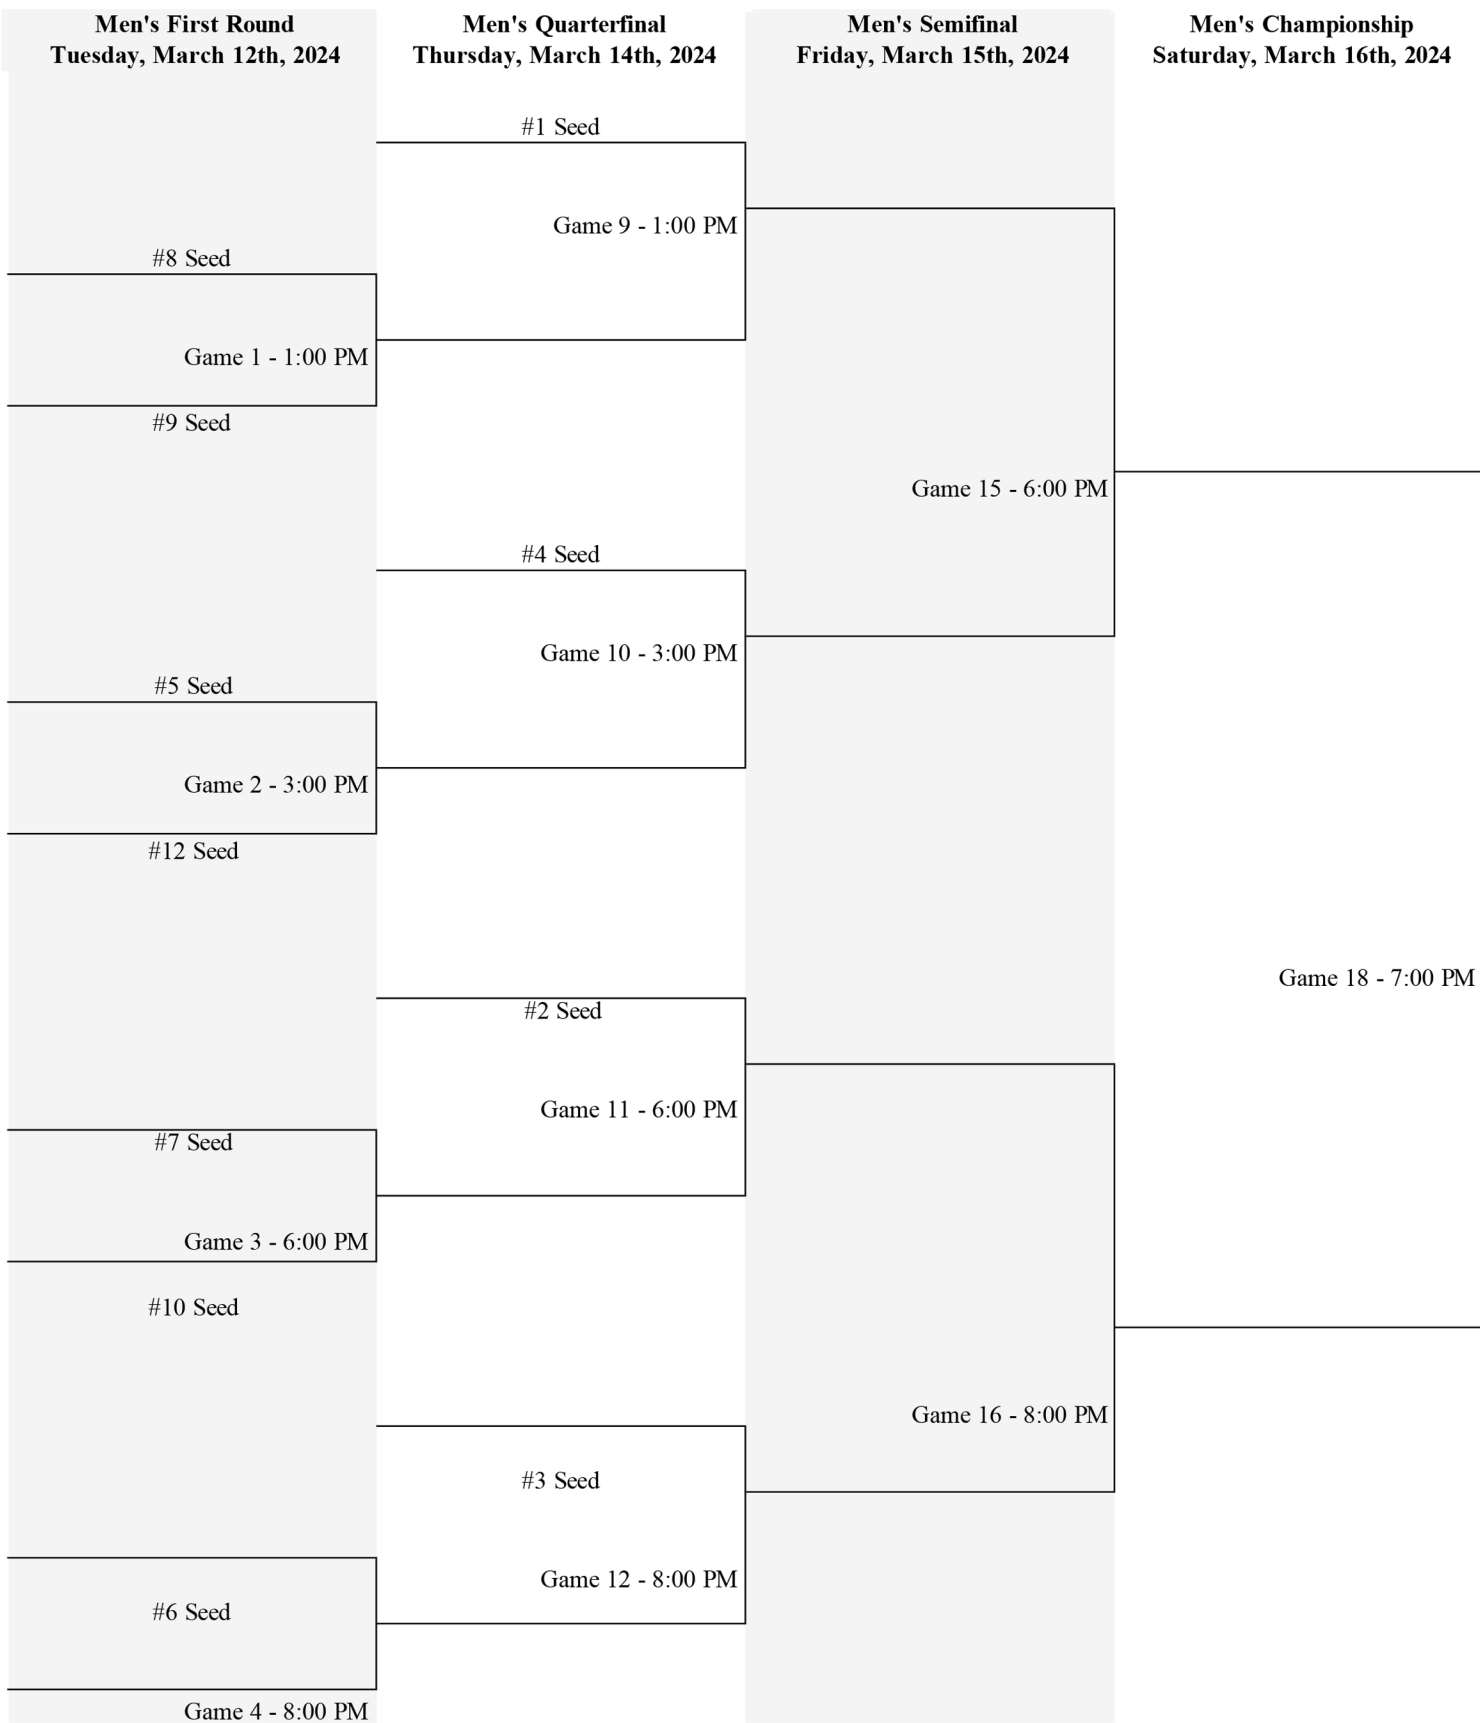 Men's First Round
Tuesday, March 12th, 2024
Men's Quarterfinal
Thursday, March 14th, 2024
Men's Semifinal
Friday, March 15th, 2024
Men's Championship
Saturday, March 16th, 2024
#1 Seed
Game 9 - 1:00 PM
#8 Seed
Game 1 - 1:00 PM
#9 Seed
Game 15 - 6:00 PM
#4 Seed
Game 10 - 3:00 PM
#5 Seed
Game 2 - 3:00 PM
#12 Seed
Game 18 - 7:00 PM
#2 Seed
Game 11 - 6:00 PM
#7 Seed
Game 3 - 6:00 PM
#10 Seed
Game 16 - 8:00 PM
#3 Seed
Game 12 - 8:00 PM
#6 Seed
Game 4 - 8:00 PM